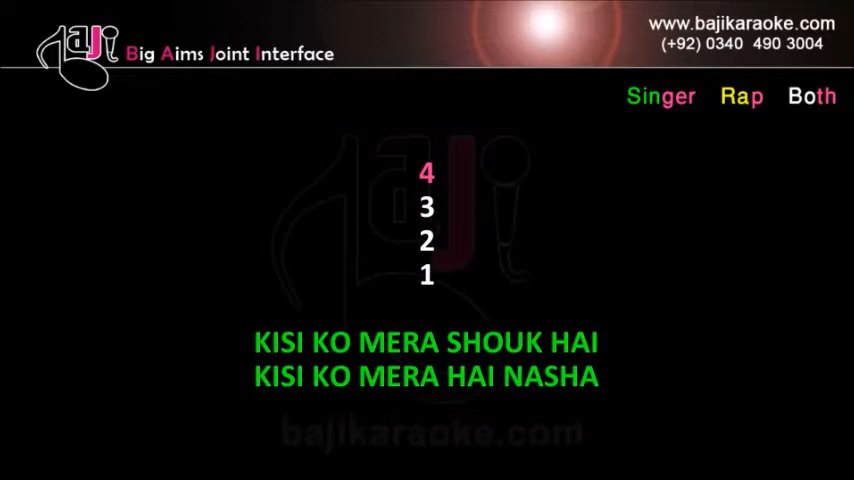 www.bajikaraoke.com
baji Big Aims Joint Interface
(+92) 0340 490 3004
Singer Rap Both
4
3
2
1
KISI KO MERA SHOUK HAI
KISI KO MERA HAI NASHA
baji
bajikaraoke.com